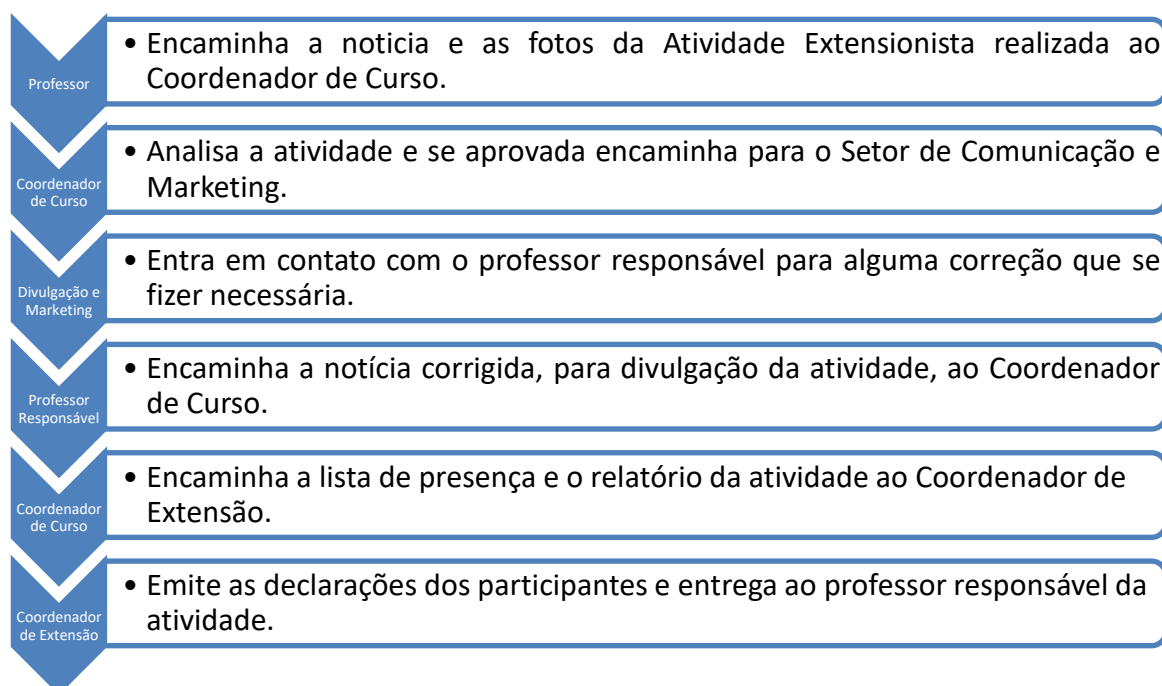 Professor
• Encaminha a noticia e as fotos da Atividade Extensionista realizada ao
Coordenador de Curso.
Coordenador
de Curso
• Analisa a atividade e se aprovada encaminha para o Setor de Comunicação e
Marketing.
Divulgação e
Marketing
• Entra em contato com o professor responsável para alguma correção que se
fizer necessária.
Professor
Responsável
• Encaminha a notícia corrigida, para divulgação da atividade, ao Coordenador
de Curso.
Coordenador
de Curso
• Encaminha a lista de presença e o relatório da atividade ao Coordenador de
Extensão.
Coordenador
de Extensão
• Emite as declarações dos participantes e entrega ao professor responsável da
atividade.